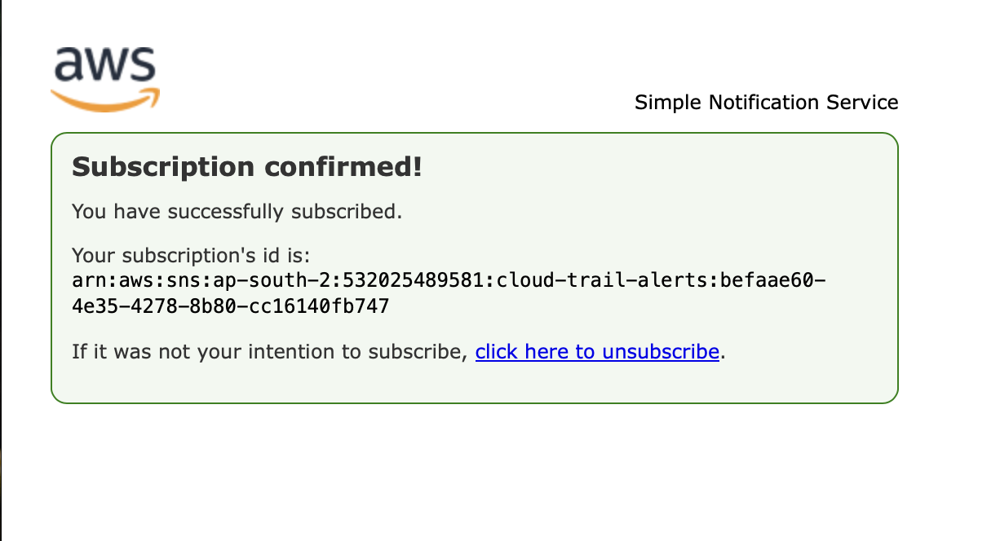 aws
Simple Notification Service
Subscription confirmed!
You have successfully subscribed.
Your subscription's id is:
arn:aws:sns:ap-south-2:532025489581:cloud-trail-alerts:befaae60-
4e35-4278-8b80-cc16140fb747
If it was not your intention to subscribe, click here to unsubscribe.